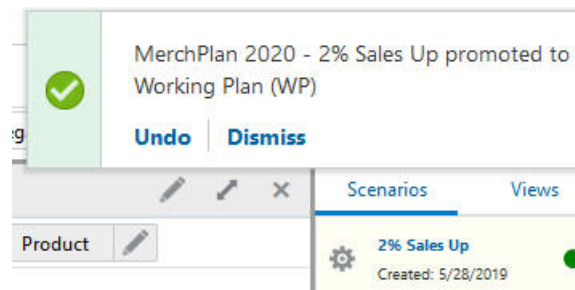 MerchPlan 2020 - 2% Sales Up promoted to
Working Plan (WP)
Undo Dismiss
eg
Scenarios Views
Product
2% Sales Up
Created: 5/28/2019